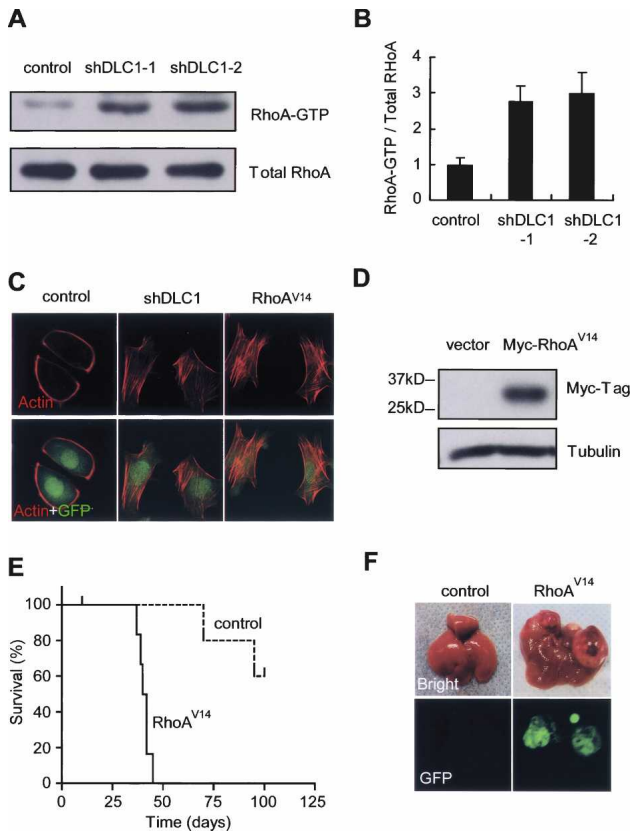 A
control shDLC1-1 shDLC1-2
RhoA-GTP
Total RhoA
B
RhoA-GTP / Total RHoA
4
3
2
1
0
control shDLC1 shDLC1
-1 -2
C
control shDLC1 RhoAV14
Actin
Actin+GFP
D
vector Myc-RhoAV14
37kD–
25kD–
Myc-Tag
Tubulin
E
Survival (%)
100
80
60
40
20
0
control
RhoAV14
0 25 50 75 100 125
Time (days)
F
control RhoAV14
Bright
GFP